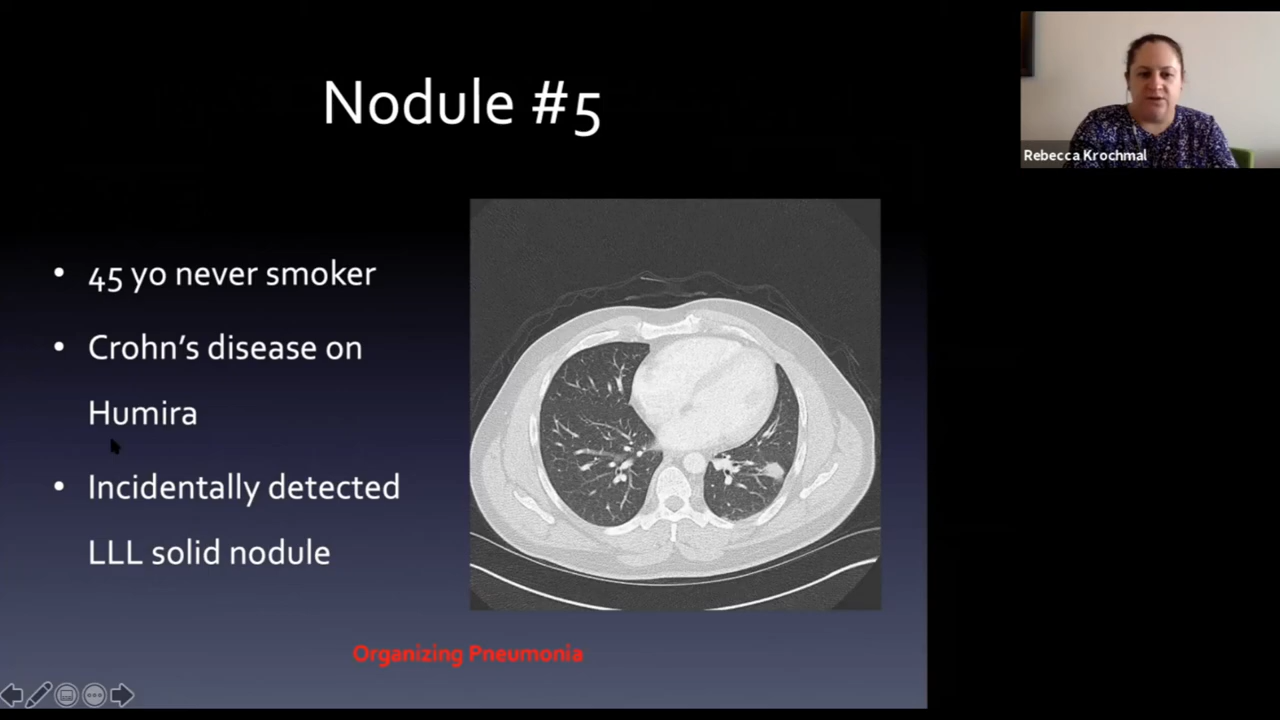 Nodule #5
• 45 yo never smoker
• Crohn's disease on
Humira
• Incidentally detected
LLL solid nodule
Organizing Pneumonia
Rebecca Krochmal